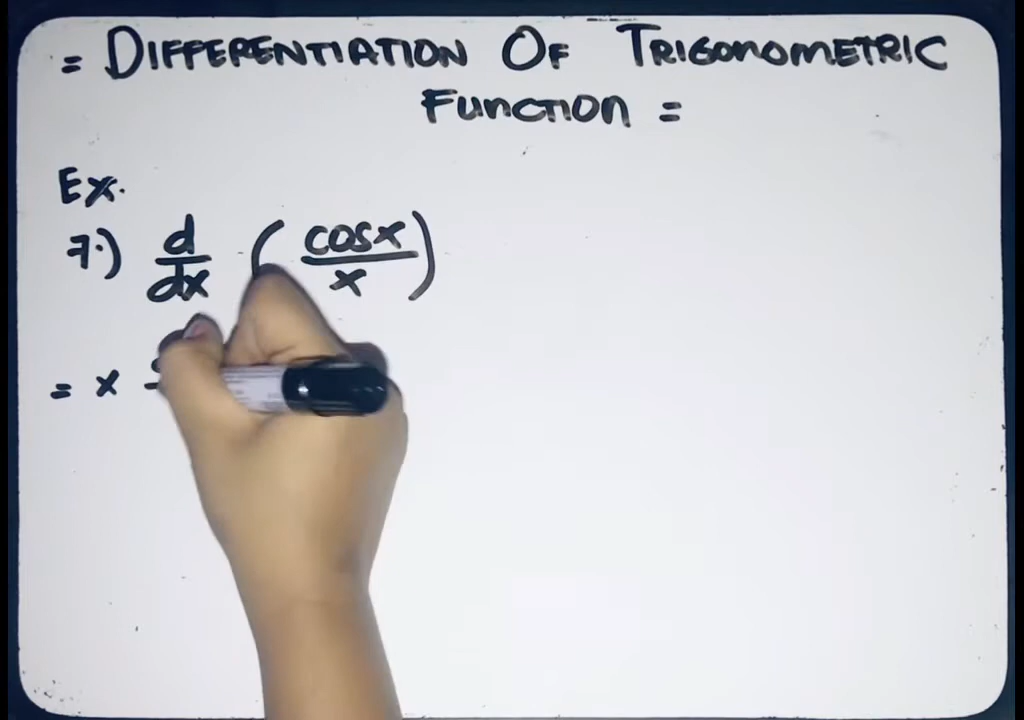 = DIFFERENTIATION OF TRIGONOMETRIC
FUNCTION =
Ex.
7.) d/dx (cosx/x)
= x